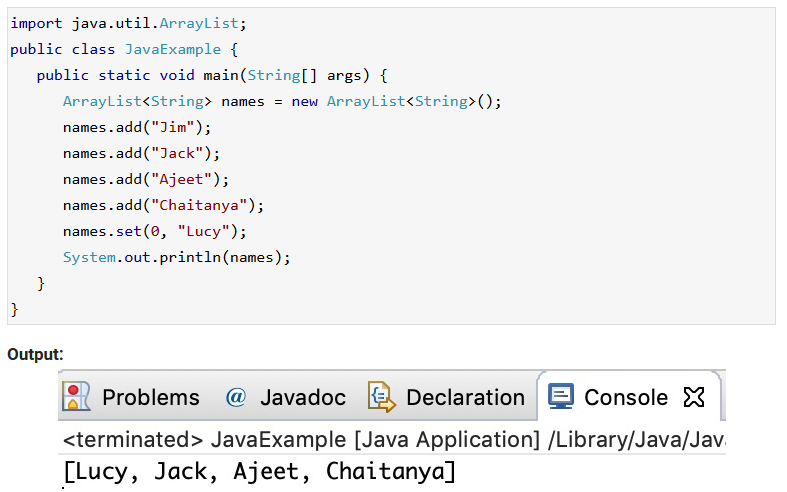 import java.util.ArrayList;
public class JavaExample {
   public static void main(String[] args) {
      ArrayList<String> names = new ArrayList<String>();
      names.add("Jim");
      names.add("Jack");
      names.add("Ajeet");
      names.add("Chaitanya");
      names.set(0, "Lucy");
      System.out.println(names);
   }
}
Output:
Problems @ Javadoc Declaration Console
<terminated> JavaExample [Java Application] /Library/Java/Jav
[Lucy, Jack, Ajeet, Chaitanya]